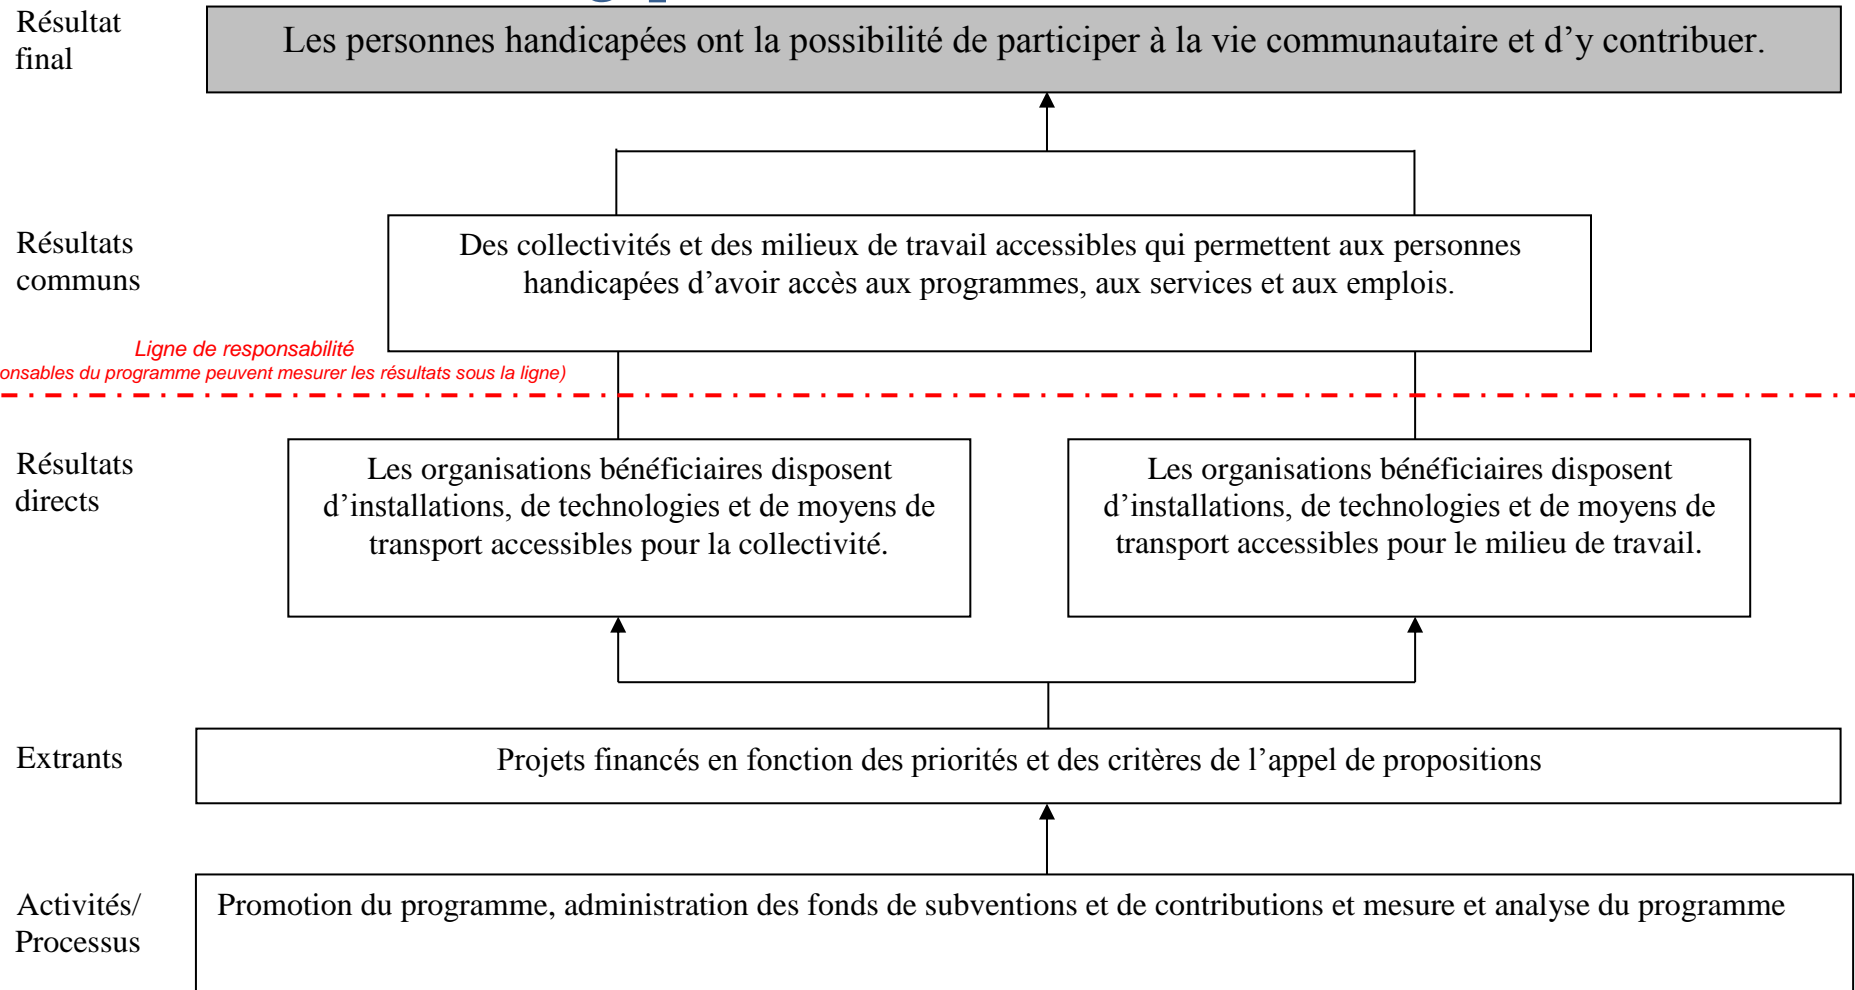 Résultat
final
Les personnes handicapées ont la possibilité de participer à la vie communautaire et d’y contribuer.
Résultats
communs
Des collectivités et des milieux de travail accessibles qui permettent aux personnes
handicapées d’avoir accès aux programmes, aux services et aux emplois.
Ligne de responsabilité
du programme peuvent mesurer les résultats sous la ligne)
Résultats
directs
Les organisations bénéficiaires disposent
d’installations, de technologies et de moyens de
transport accessibles pour la collectivité.
Les organisations bénéficiaires disposent
d’installations, de technologies et de moyens de
transport accessibles pour le milieu de travail.
Extrants
Projets financés en fonction des priorités et des critères de l’appel de propositions
Activités/
Processus
Promotion du programme, administration des fonds de subventions et de contributions et mesure et analyse du programme